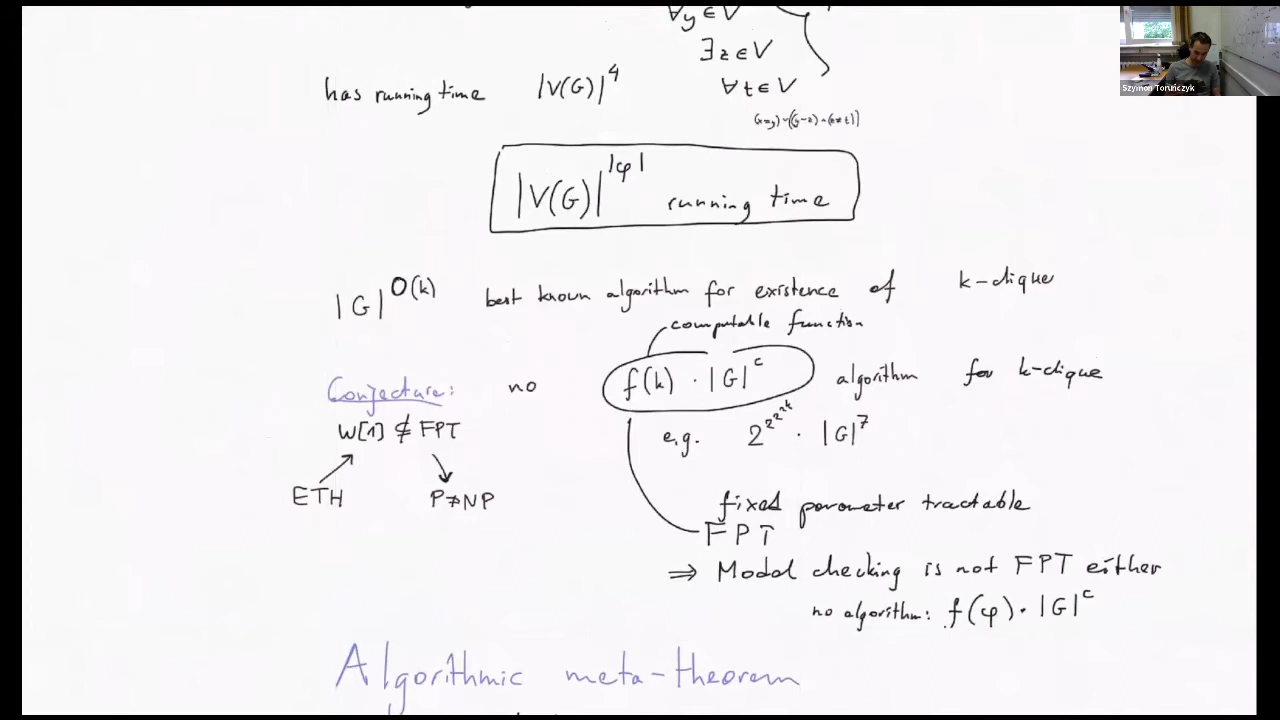 ∀y ∈ V
∃z ∈ V
∀t ∈ V
has running time |V(G)|^4
|V(G)|^|φ| running time
|G|^O(k) best known algorithm for existence of k-clique
computable function
Conjecture: no f(k) · |G|^c algorithm for k-clique
W[1] ⊄ FPT e.g. 2^2^2^2^k · |G|^7
ETH P≠NP
fixed parameter tractable
FPT
⇒ Model checking is not FPT either
no algorithm: f(φ) · |G|^c
Algorithmic meta-theorem
Szymon Toruńczyk